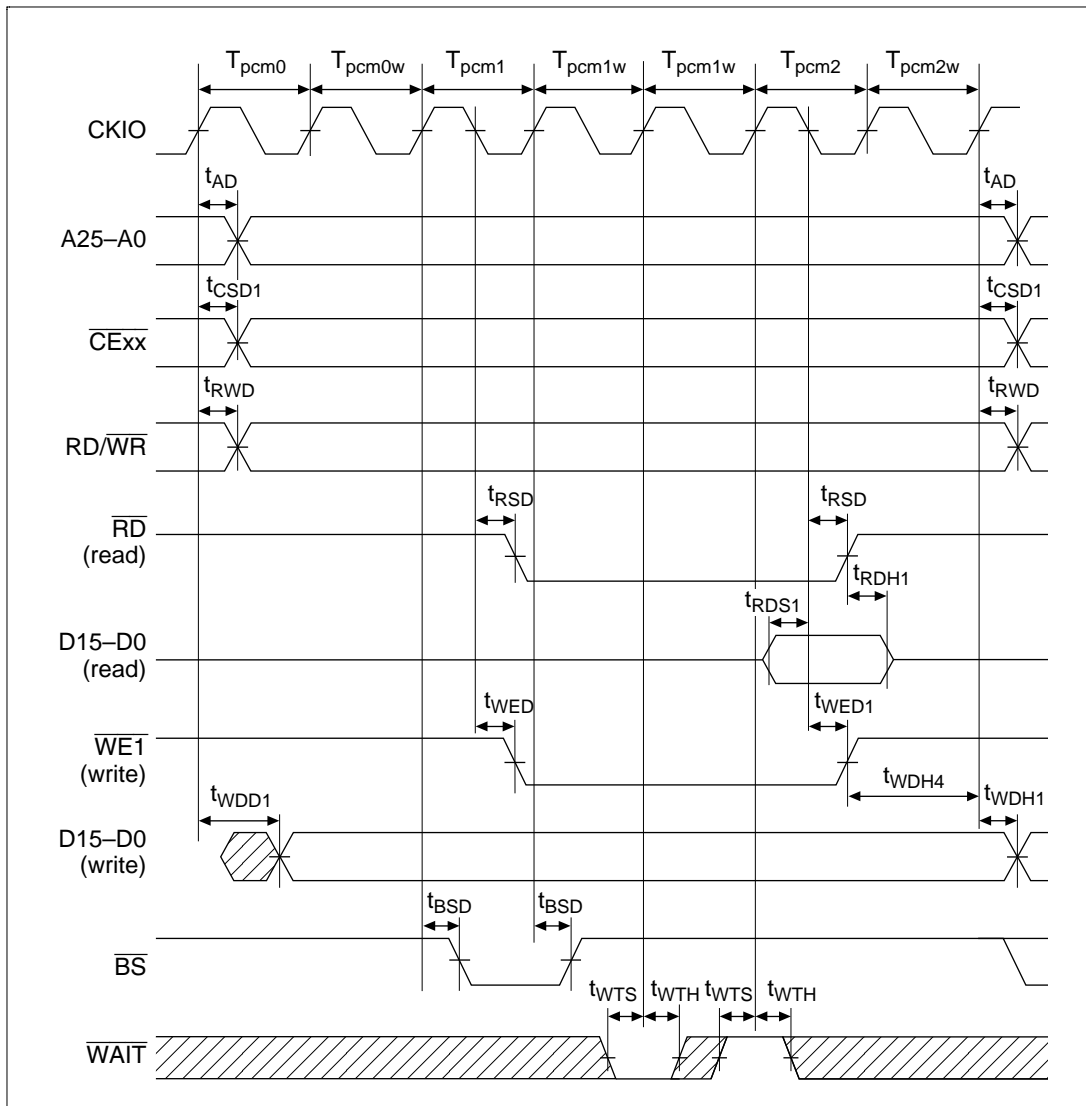 Tpcm0 Tpcm0w Tpcm1 Tpcm1w Tpcm1w Tpcm2 Tpcm2w
CKIO
tAD tAD
A25–A0
tCSD1 tCSD1
CExx
tRWD tRWD
RD/WR
tRSD tRSD
RD
(read)
tRDH1
tRDS1
D15–D0
(read)
tWED tWED1
WE1
(write)
tWDH4
tWDD1 tWDH1
D15–D0
(write)
tBSD tBSD
BS
tWTS tWTH tWTS tWTH
WAIT